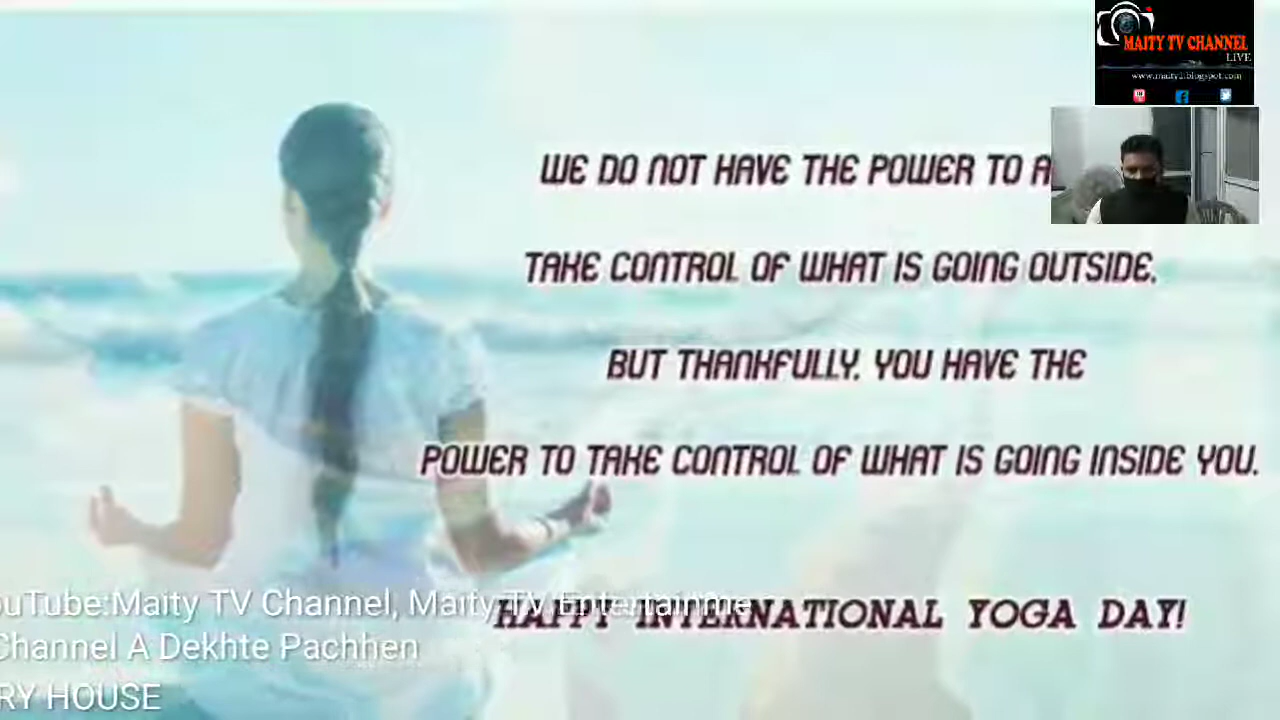 MAITY TV CHANNEL
LIVE
WE DO NOT HAVE THE POWER TO
TAKE CONTROL OF WHAT IS GOING OUTSIDE.
BUT THANKFULLY, YOU HAVE THE
POWER TO TAKE CONTROL OF WHAT IS GOING INSIDE YOU.
HAPPY INTERNATIONAL YOGA DAY!
ouTube:Maity TV Channel, Maity TV Entertainme
Channel A Dekhte Pachhen
RY HOUSE